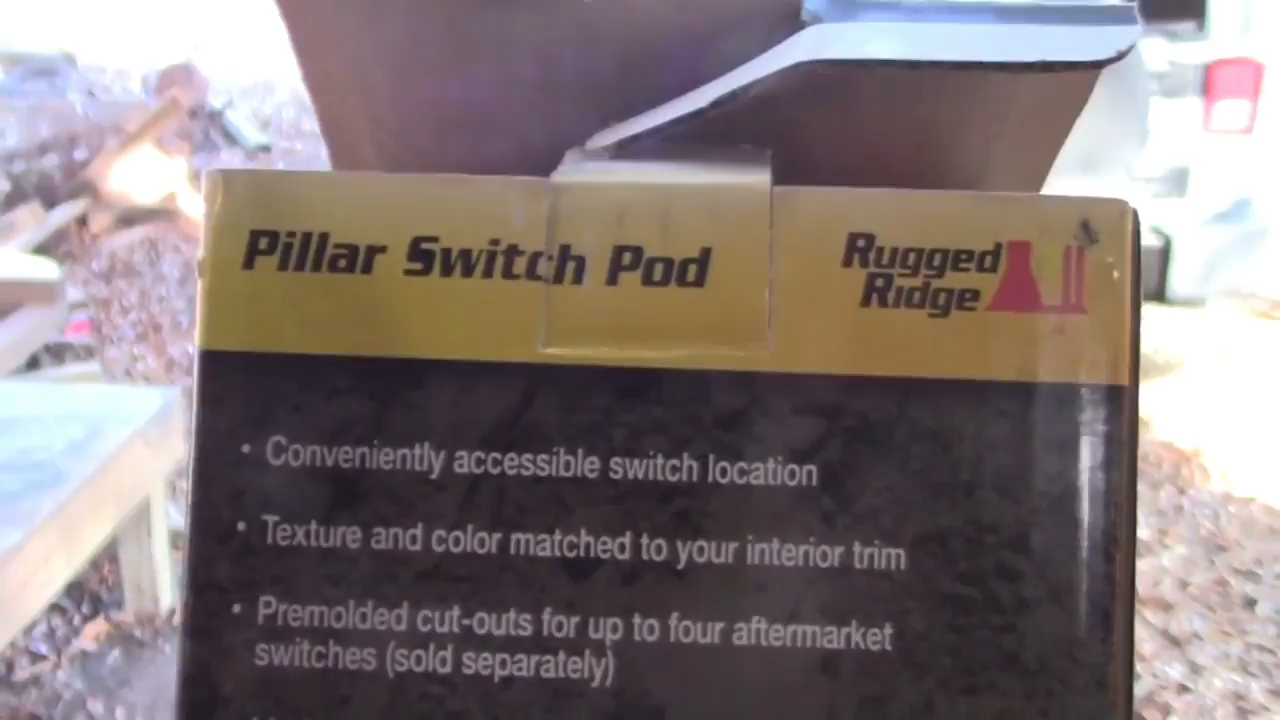 Pillar Switch Pod
Rugged
Ridge
• Conveniently accessible switch location
• Texture and color matched to your interior trim
• Premolded cut-outs for up to four aftermarket
switches (sold separately)